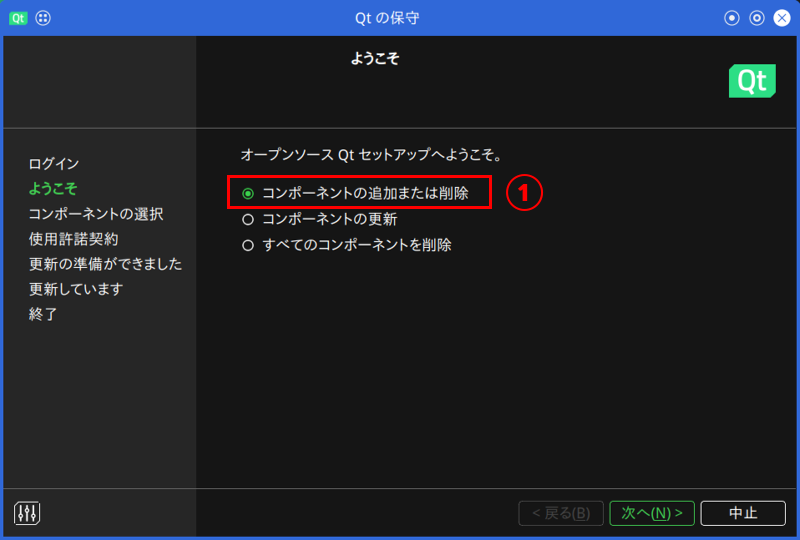 Qt Qt の保守
ようこそ
Qt
ログイン
ようこそ
コンポーネントの選択
使用許諾契約
更新の準備ができました
更新しています
終了
オープンソース Qt セットアップへようこそ。
コンポーネントの追加または削除 1
コンポーネントの更新
すべてのコンポーネントを削除
< 戻る(B) 次へ(N) > 中止